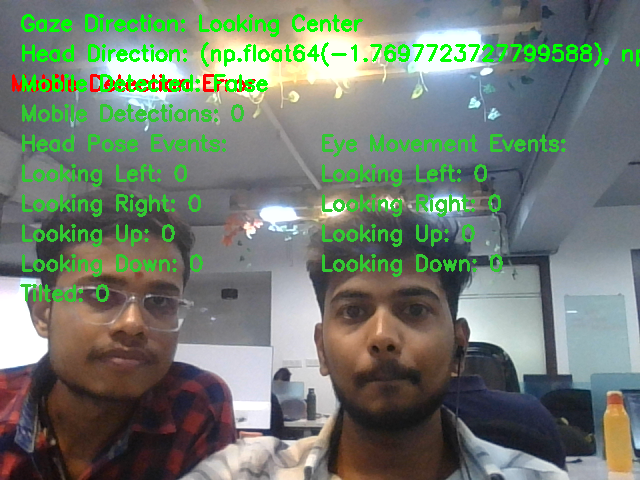 Gaze Direction: Looking Center
Head Direction: (np.float64(-1.7697723727799588), np
Mobile Detected: False
Mobile Detections: 0
Head Pose Events:
Looking Left: 0
Looking Right: 0
Looking Up: 0
Looking Down: 0
Tilted: 0
Eye Movement Events:
Looking Left: 0
Looking Right: 0
Looking Up: 0
Looking Down: 0